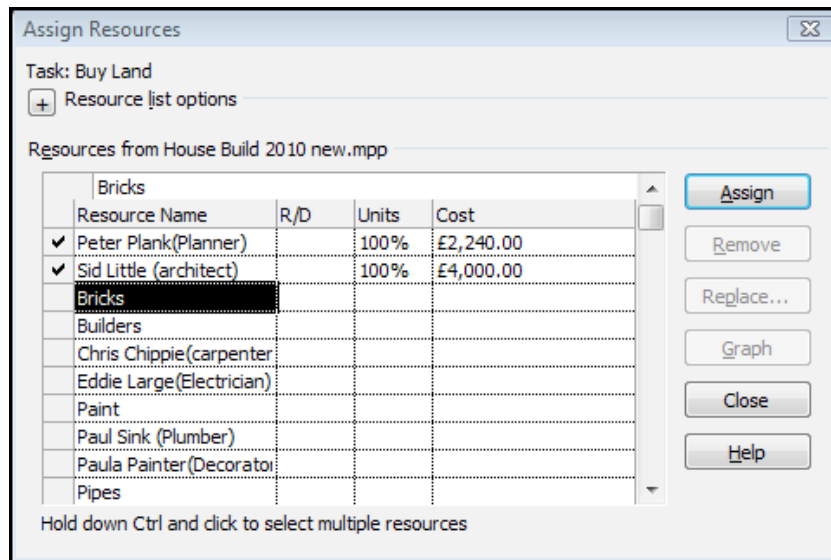 Assign Resources
Task: Buy Land
+ Resource list options
Resources from House Build 2010 new.mpp
Bricks
Resource Name R/D Units Cost
✔ Peter Plank(Planner) 100% £2,240.00
✔ Sid Little (architect) 100% £4,000.00
Bricks
Builders
Chris Chippie(carpenter
Eddie Large(Electrician)
Paint
Paul Sink (Plumber)
Paula Painter(Decorator
Pipes
Assign
Remove
Replace...
Graph
Close
Help
Hold down Ctrl and click to select multiple resources